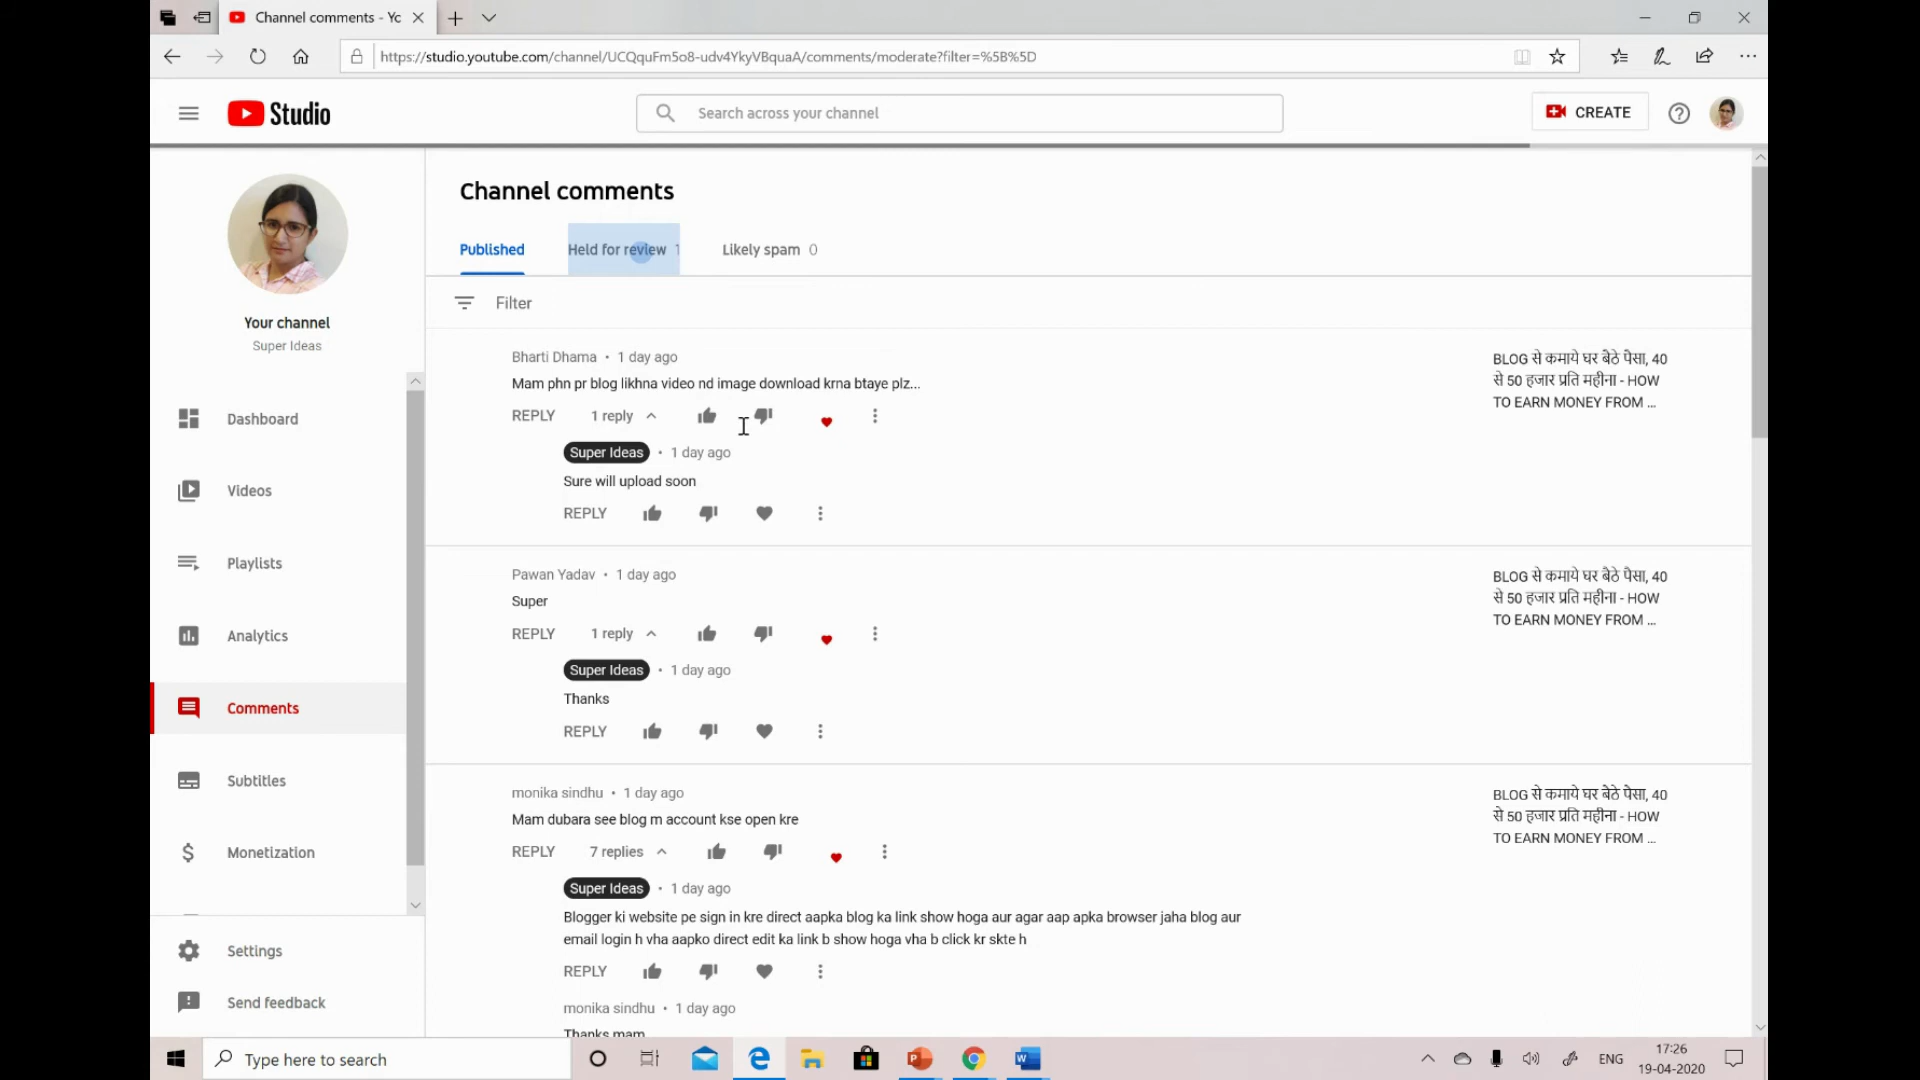 Channel comments - Yc
https://studio.youtube.com/channel/UCQquFm5o8-udv4YkyVBquaA/comments/moderate?filter=%5B%5D
Studio
Search across your channel
CREATE
Your channel
Super Ideas
Dashboard
Videos
Playlists
Analytics
Comments
Subtitles
Monetization
Settings
Send feedback
Channel comments
Published
Held for review 1
Likely spam 0
Filter
Bharti Dhama • 1 day ago
Mam phn pr blog likhna video nd image download krna btaye plz...
REPLY 1 reply
Super Ideas • 1 day ago
Sure will upload soon
REPLY
BLOG से कमाये घर बैठे पैसा, 40
से 50 हजार प्रति महीना - HOW
TO EARN MONEY FROM ...
Pawan Yadav • 1 day ago
Super
REPLY 1 reply
Super Ideas • 1 day ago
Thanks
REPLY
BLOG से कमाये घर बैठे पैसा, 40
से 50 हजार प्रति महीना - HOW
TO EARN MONEY FROM ...
monika sindhu • 1 day ago
Mam dubara see blog m account kse open kre
REPLY 7 replies
Super Ideas • 1 day ago
Blogger ki website pe sign in kre direct aapka blog ka link show hoga aur agar aap apka browser jaha blog aur
email login h vha aapko direct edit ka link b show hoga vha b click kr skte h
REPLY
monika sindhu • 1 day ago
Thanks mam
BLOG से कमाये घर बैठे पैसा, 40
से 50 हजार प्रति महीना - HOW
TO EARN MONEY FROM ...
Type here to search
ENG
17:26
19-04-2020